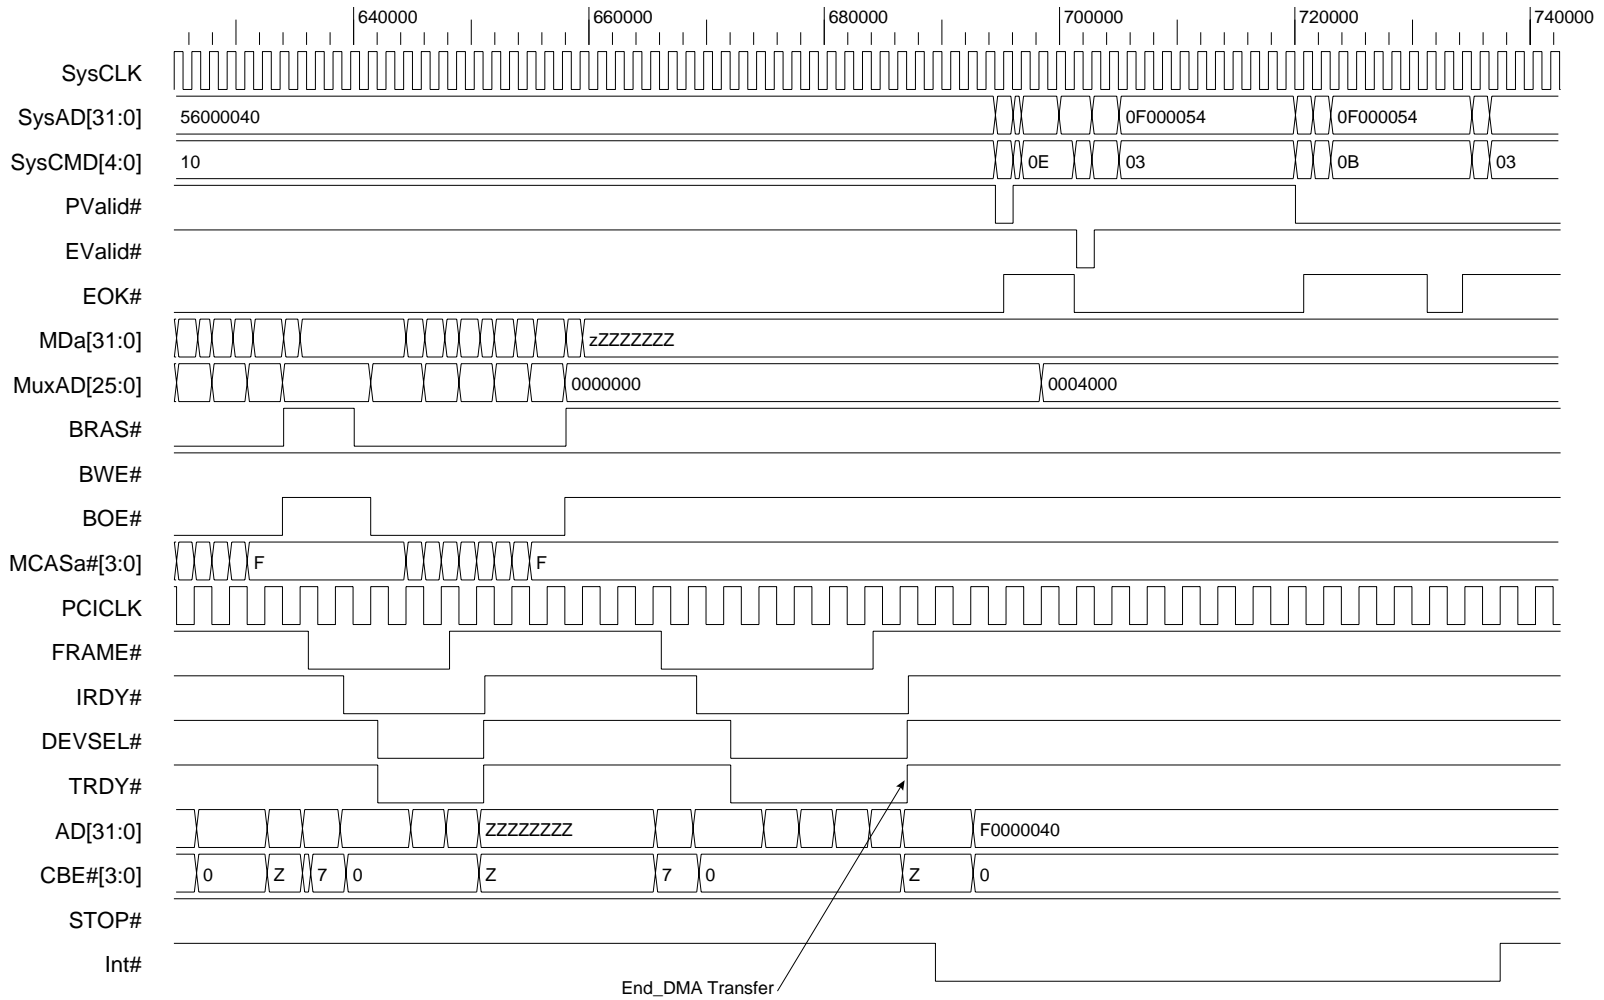 640000 660000 680000 700000 720000 740000
SysCLK
SysAD[31:0] 56000040 0F000054 0F000054
SysCMD[4:0] 10 0E 03 0B 03
PValid#
EValid#
EOK#
MDa[31:0] zZZZZZZZ
MuxAD[25:0] 0000000 0004000
BRAS#
BWE#
BOE#
MCASa#[3:0] F F
PCICLK
FRAME#
IRDY#
DEVSEL#
TRDY#
AD[31:0] ZZZZZZZZ F0000040
CBE#[3:0] 0 Z 7 0 Z 7 0 Z 0
STOP#
Int#
End_DMA Transfer